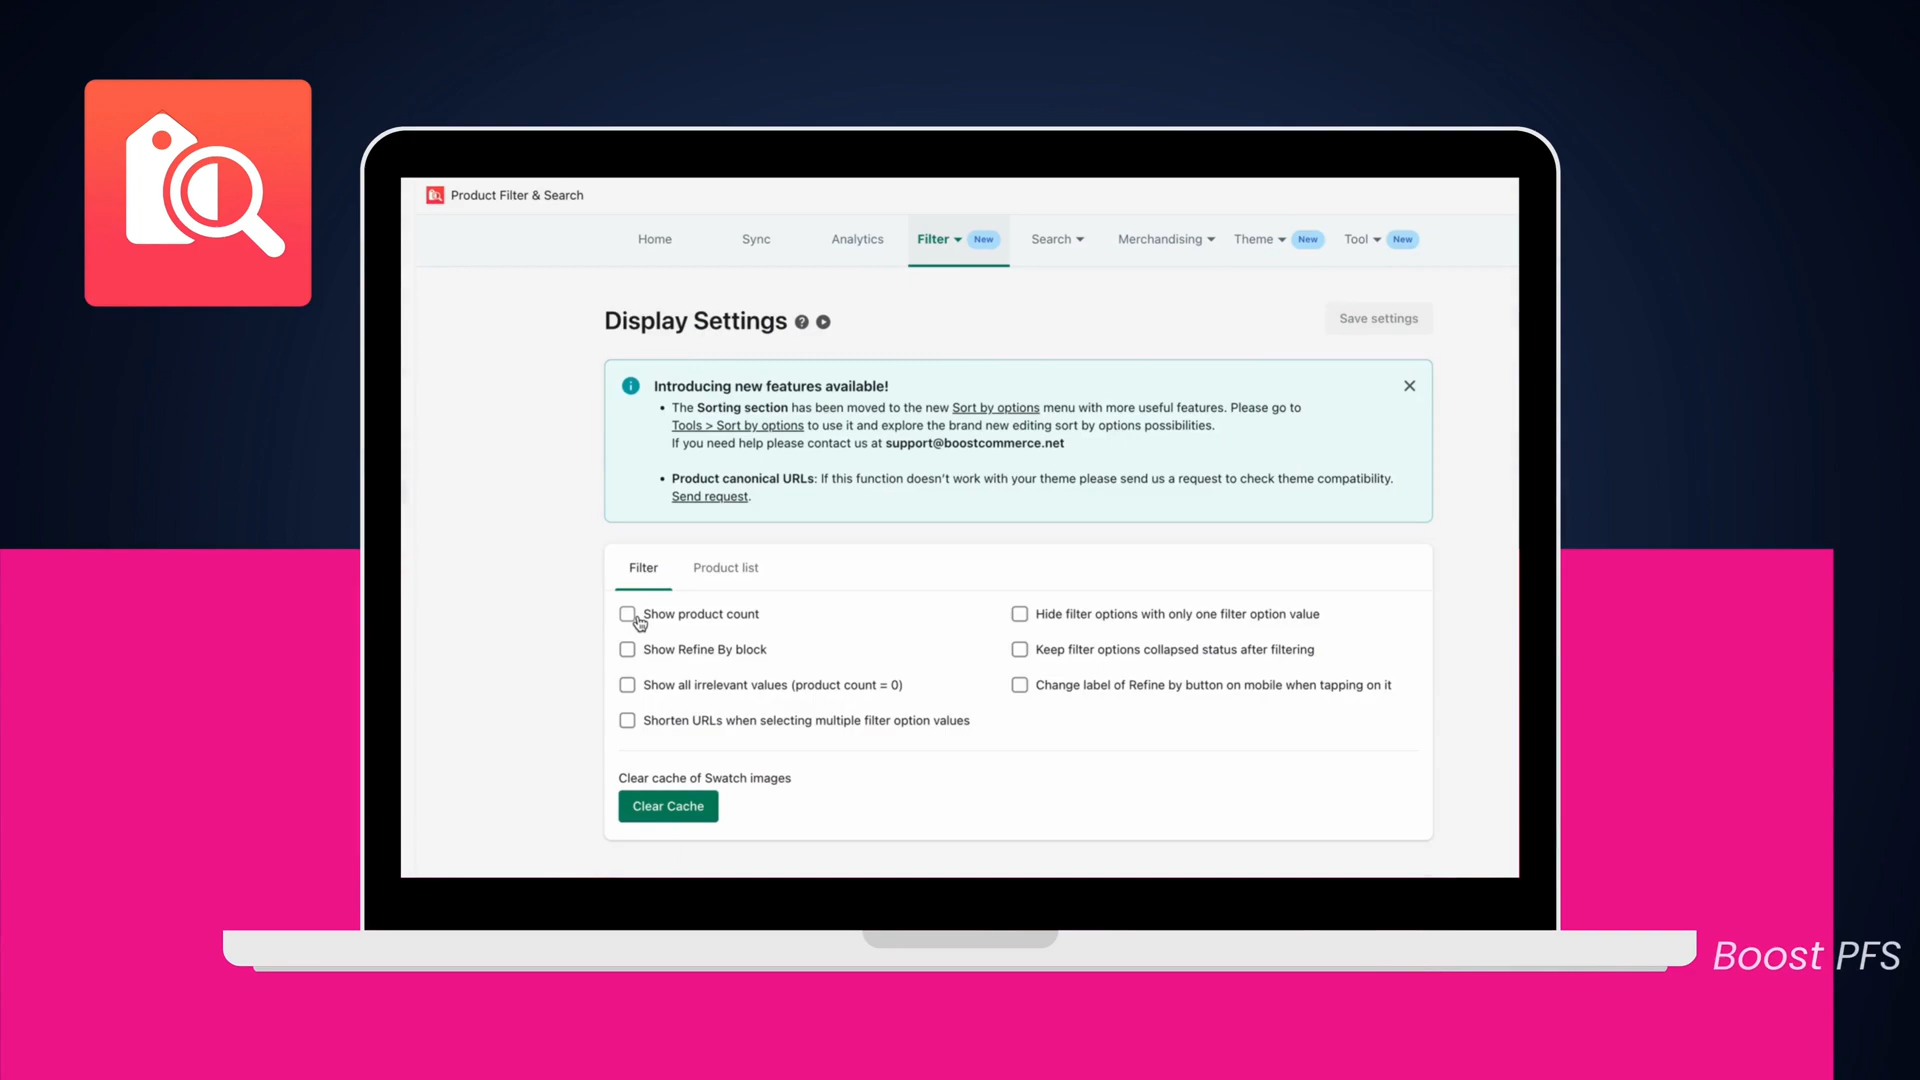 Product Filter & Search
Home Sync Analytics Filter New Search Merchandising Theme New Tool New
Display Settings
Save settings
Introducing new features available!
• The Sorting section has been moved to the new Sort by options menu with more useful features. Please go to
Tools > Sort by options to use it and explore the brand new editing sort by options possibilities.
If you need help please contact us at support@boostcommerce.net
• Product canonical URLs: If this function doesn't work with your theme please send us a request to check theme compatibility.
Send request.
Filter Product list
Show product count
Hide filter options with only one filter option value
Show Refine By block
Keep filter options collapsed status after filtering
Show all irrelevant values (product count = 0)
Change label of Refine by button on mobile when tapping on it
Shorten URLs when selecting multiple filter option values
Clear cache of Swatch images
Clear Cache
Boost PFS